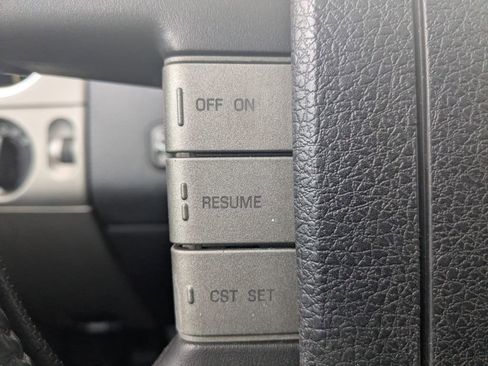 OFF ON
RESUME
CST SET